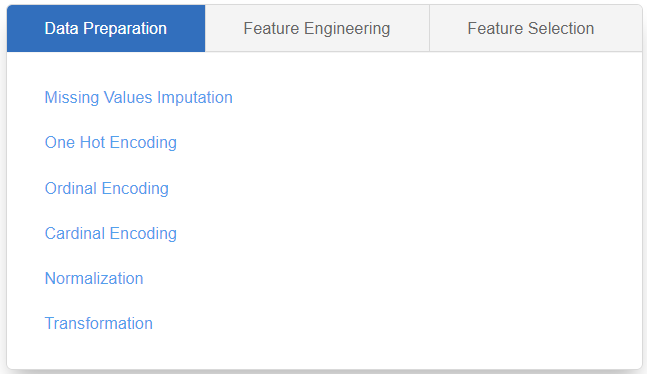 Data Preparation Feature Engineering Feature Selection
Missing Values Imputation
One Hot Encoding
Ordinal Encoding
Cardinal Encoding
Normalization
Transformation